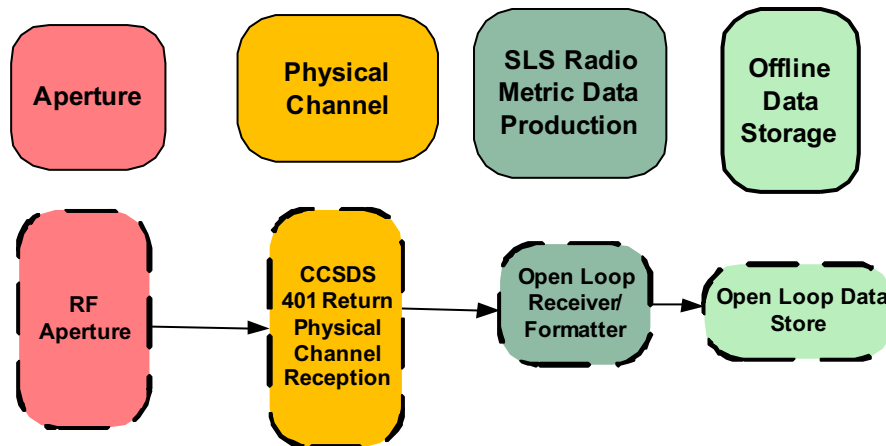 Aperture
Physical
Channel
SLS Radio
Metric Data
Production
Offline
Data
Storage
RF
Aperture
CCSDS
401 Return
Physical
Channel
Reception
Open Loop
Receiver/
Formatter
Open Loop Data
Store